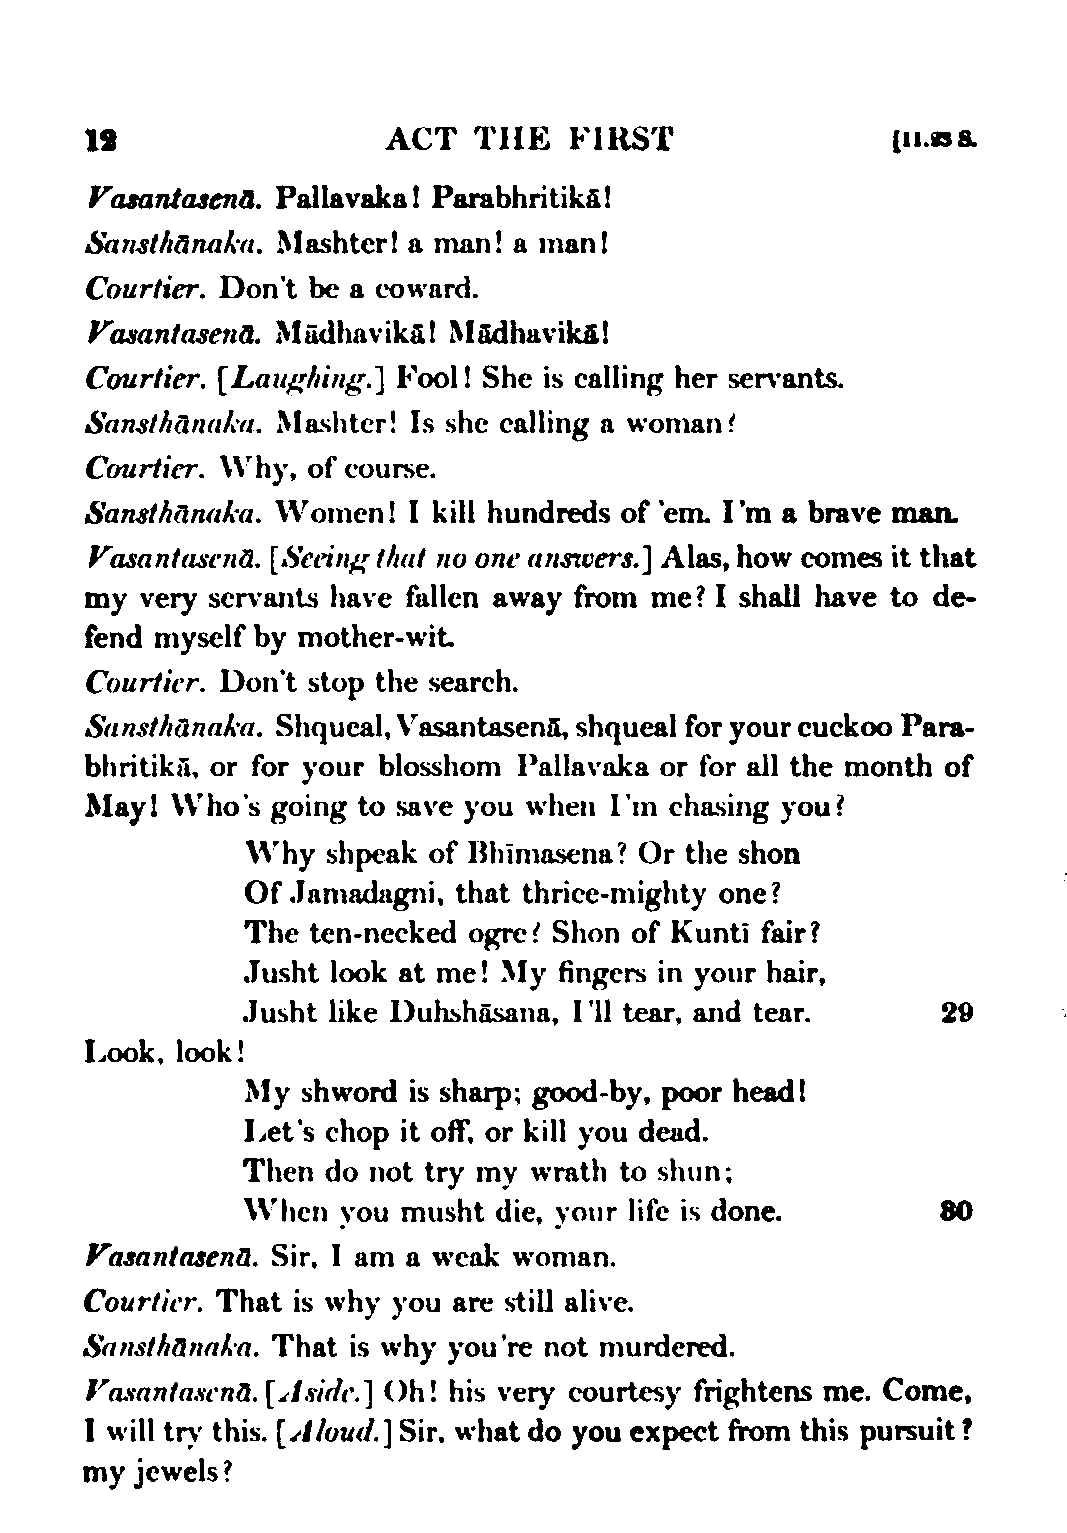 12 ACT THE FIRST [11.23 S.
Vasantasenā. Pallavaka! Parabhritikā!
Sansthānaka. Mashter! a man! a man!
Courtier. Don't be a coward.
Vasantasenā. Mādhavikā! Mādhavikā!
Courtier. [Laughing.] Fool! She is calling her servants.
Sansthānaka. Mashter! Is she calling a woman?
Courtier. Why, of course.
Sansthānaka. Women! I kill hundreds of 'em. I'm a brave man.
Vasantasenā. [Seeing that no one answers.] Alas, how comes it that
my very servants have fallen away from me? I shall have to de-
fend myself by mother-wit.
Courtier. Don't stop the search.
Sansthānaka. Shqueal, Vasantasenā, shqueal for your cuckoo Para-
bhritikā, or for your blosshom Pallavaka or for all the month of
May! Who's going to save you when I'm chasing you?
Why shpeak of Bhīmasena? Or the shon
Of Jamadagni, that thrice-mighty one?
The ten-necked ogre? Shon of Kuntī fair?
Jusht look at me! My fingers in your hair,
Jusht like Duhshāsana, I'll tear, and tear. 29
Look, look!
My shword is sharp; good-by, poor head!
Let's chop it off, or kill you dead.
Then do not try my wrath to shun;
When you musht die, your life is done. 30
Vasantasenā. Sir, I am a weak woman.
Courtier. That is why you are still alive.
Sansthānaka. That is why you're not murdered.
Vasantasenā. [Aside.] Oh! his very courtesy frightens me. Come,
I will try this. [Aloud.] Sir, what do you expect from this pursuit?
my jewels?